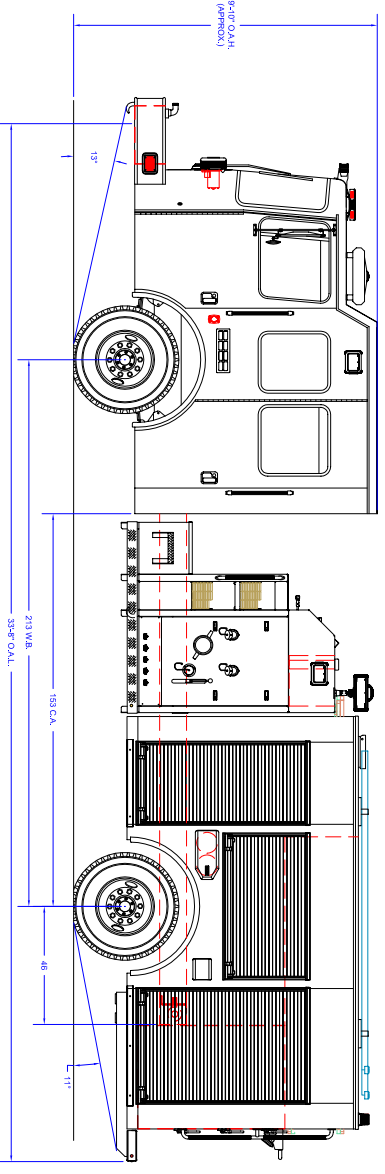 9'-10" O.A.H.
(APPROX.)
13°
213 W.B.
33'-8" O.A.L.
153 C.A.
46
11°